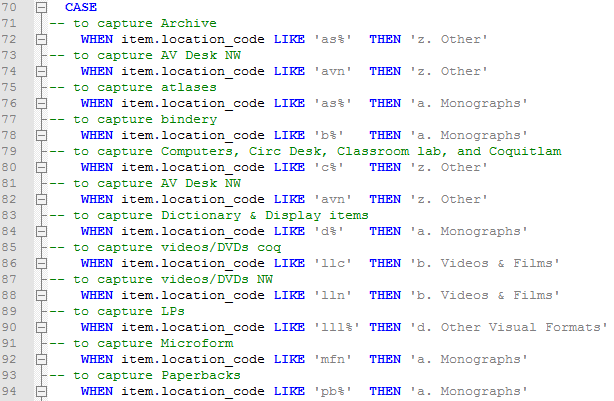 70 CASE
71 -- to capture Archive
72 WHEN item.location_code LIKE 'as%' THEN 'z. Other'
73 -- to capture AV Desk NW
74 WHEN item.location_code LIKE 'avn' THEN 'z. Other'
75 -- to capture atlases
76 WHEN item.location_code LIKE 'as%' THEN 'a. Monographs'
77 -- to capture bindery
78 WHEN item.location_code LIKE 'b%' THEN 'a. Monographs'
79 -- to capture Computers, Circ Desk, Classroom lab, and Coquitlam
80 WHEN item.location_code LIKE 'c%' THEN 'z. Other'
81 -- to capture AV Desk NW
82 WHEN item.location_code LIKE 'avn' THEN 'z. Other'
83 -- to capture Dictionary & Display items
84 WHEN item.location_code LIKE 'd%' THEN 'a. Monographs'
85 -- to capture videos/DVDs coq
86 WHEN item.location_code LIKE 'llc' THEN 'b. Videos & Films'
87 -- to capture videos/DVDs NW
88 WHEN item.location_code LIKE 'lln' THEN 'b. Videos & Films'
89 -- to capture LPs
90 WHEN item.location_code LIKE 'lll%' THEN 'd. Other Visual Formats'
91 -- to capture Microform
92 WHEN item.location_code LIKE 'mfn' THEN 'a. Monographs'
93 -- to capture Paperbacks
94 WHEN item.location_code LIKE 'pb%' THEN 'a. Monographs'